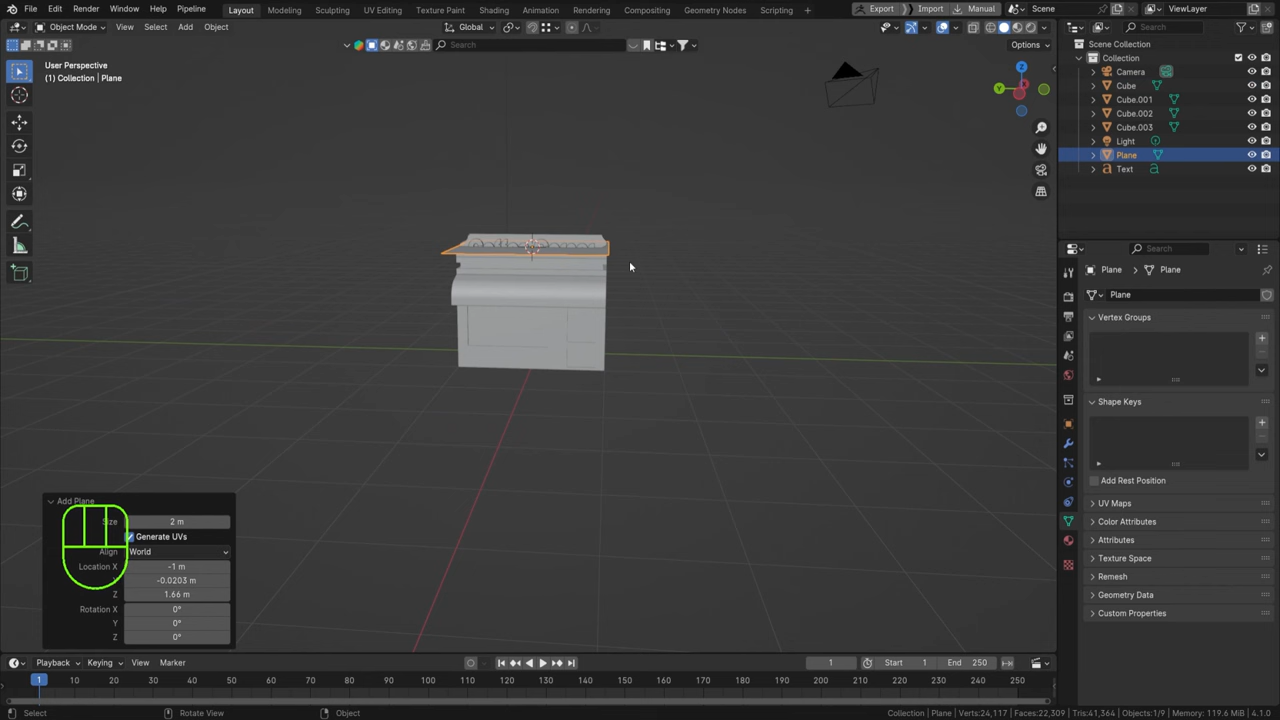 File Edit Render Window Help Pipeline Layout Modeling Sculpting UV Editing Texture Paint Shading Animation Rendering Compositing Geometry Nodes Scripting + Export Import Manual Scene ViewLayer
Object Mode View Select Add Object Global
Search Options
User Perspective
(1) Collection | Plane
Z
Y
Add Plane
Size 2 m
Generate UVs
Align World
Location X -1 m
-0.0203 m
Z 1.66 m
Rotation X 0°
Y 0°
Z 0°
Search
Scene Collection
Collection
Camera
Cube
Cube.001
Cube.002
Cube.003
Light
Plane
Text
Search
Plane > Plane
Plane
Vertex Groups
Shape Keys
Add Rest Position
UV Maps
Color Attributes
Attributes
Texture Space
Remesh
Geometry Data
Custom Properties
Playback Keying View Marker 1 Start 1 End 250
1 10 20 30 40 50 60 70 80 90 100 110 120 130 140 150 160 170 180 190 200 210 220 230 240 250
Select Rotate View Object Collection | Plane | Verts:24,117 | Faces:22,309 | Tris:41,364 | Objects:1/9 | Memory: 119.6 MiB | 4.1.0